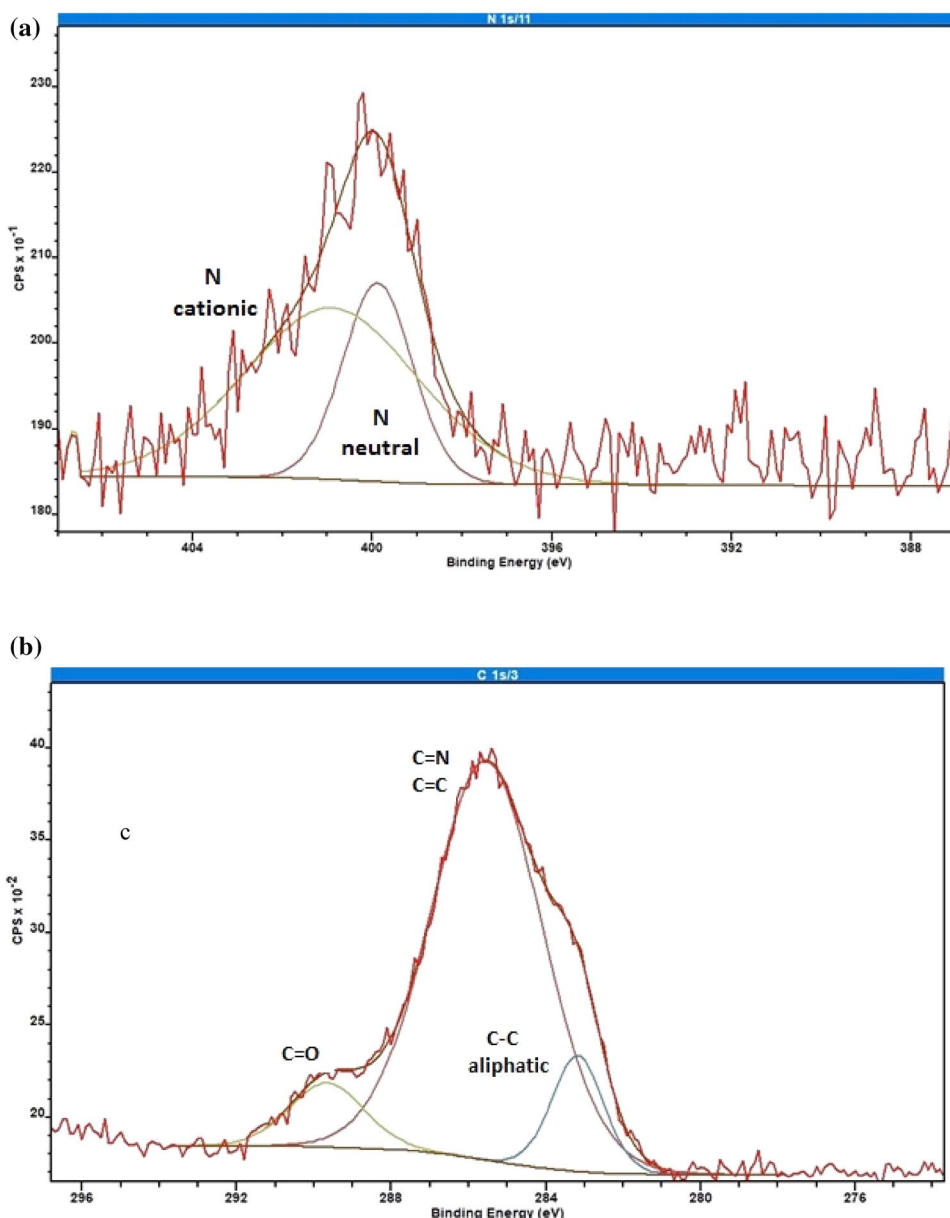 (a)
N 1s/11
230
220
210
200
190
180
CPS x 10⁻¹
N
cationic
N
neutral
404
400
396
392
388
Binding Energy (eV)
(b)
C 1s/3
40
35
30
25
20
CPS x 10⁻²
C=N
C=C
c
C=O
C-C
aliphatic
296
292
288
284
280
276
Binding Energy (eV)